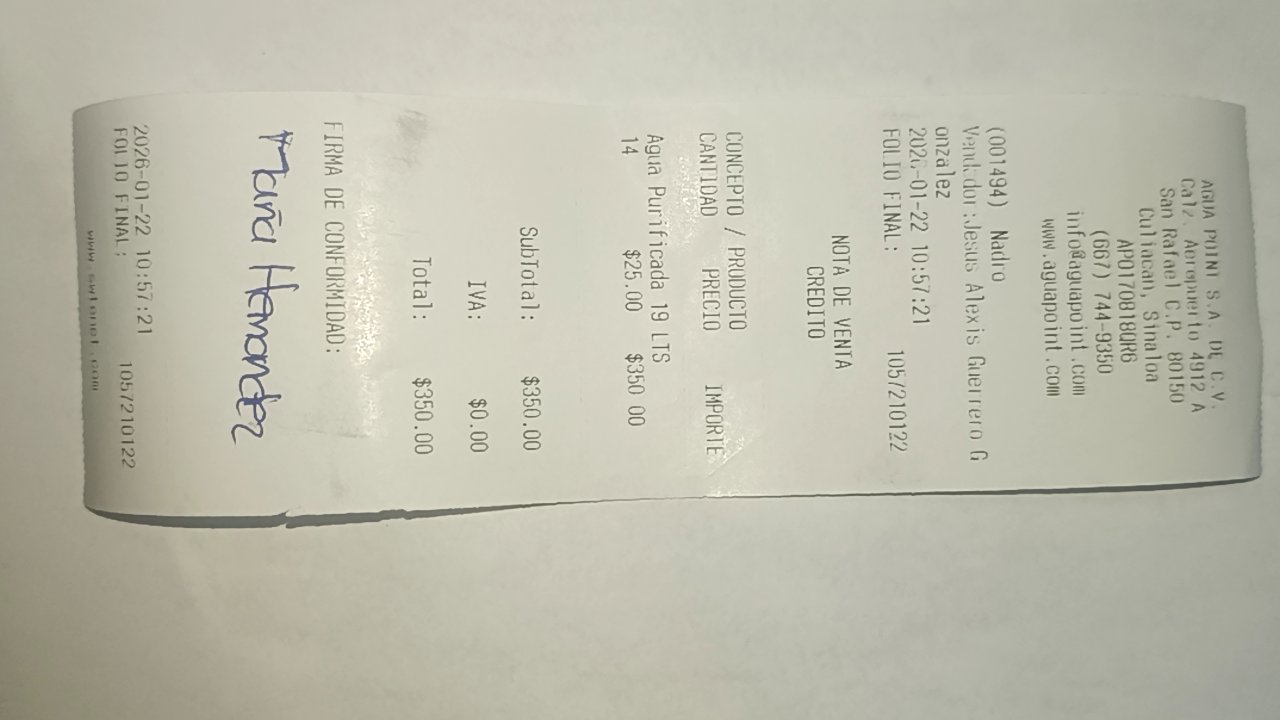 AGUA POINT S.A. DE C.V.
Calz. Aeropuerto 4912 A
San Rafael C.P. 80150
Culiacan, Sinaloa
APO170818QR6
(667) 744-9350
info@aguapoint.com
www.aguapoint.com
(001494) Nadro
Vendedor:Jesus Alexis Guerrero G
onzalez
2026-01-22 10:57:21
FOLIO FINAL: 1057210122
NOTA DE VENTA
CREDITO
CONCEPTO / PRODUCTO
CANTIDAD PRECIO IMPORTE
Agua Purificada 19 LTS
14 $25.00 $350 00
SubTotal: $350.00
IVA: $0.00
Total: $350.00
FIRMA DE CONFORMIDAD:
Maria Hernandez
2026-01-22 10:57:21
FOLIO FINAL: 1057210122